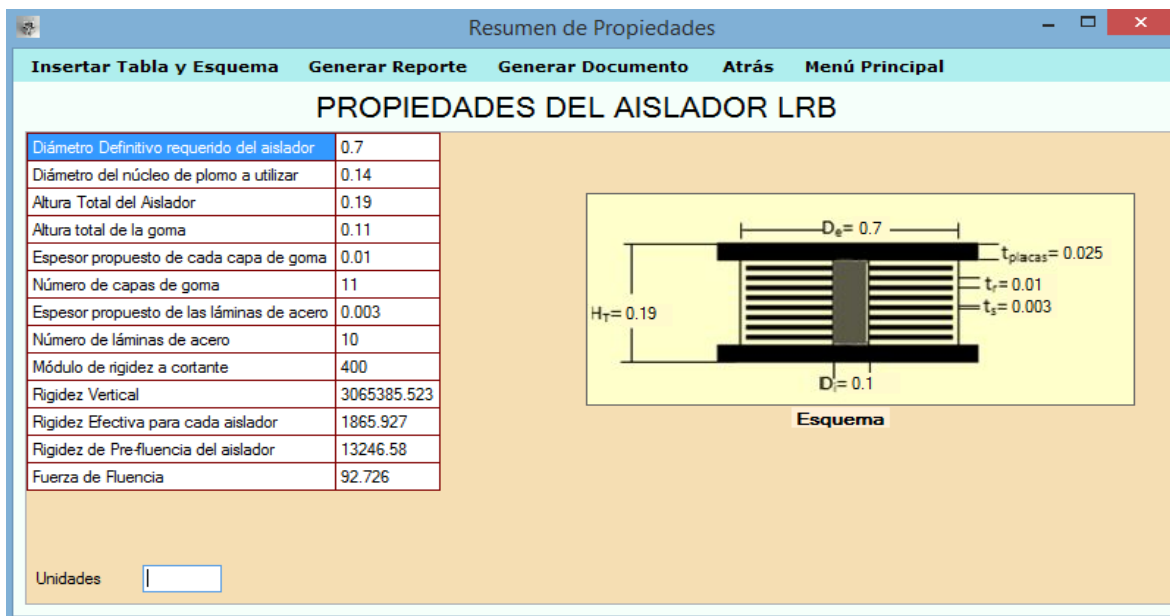 Resumen de Propiedades
Insertar Tabla y Esquema Generar Reporte Generar Documento Atrás Menú Principal
PROPIEDADES DEL AISLADOR LRB
Diámetro Definitivo requerido del aislador 0.7
Diámetro del núcleo de plomo a utilizar 0.14
Altura Total del Aislador 0.19
Altura total de la goma 0.11
Espesor propuesto de cada capa de goma 0.01
Número de capas de goma 11
Espesor propuesto de las láminas de acero 0.003
Número de láminas de acero 10
Módulo de rigidez a cortante 400
Rigidez Vertical 3065385.523
Rigidez Efectiva para cada aislador 1865.927
Rigidez de Pre-fluencia del aislador 13246.58
Fuerza de Fluencia 92.726
De= 0.7
tplacas= 0.025
tr= 0.01
ts= 0.003
HT= 0.19
Di= 0.1
Esquema
Unidades